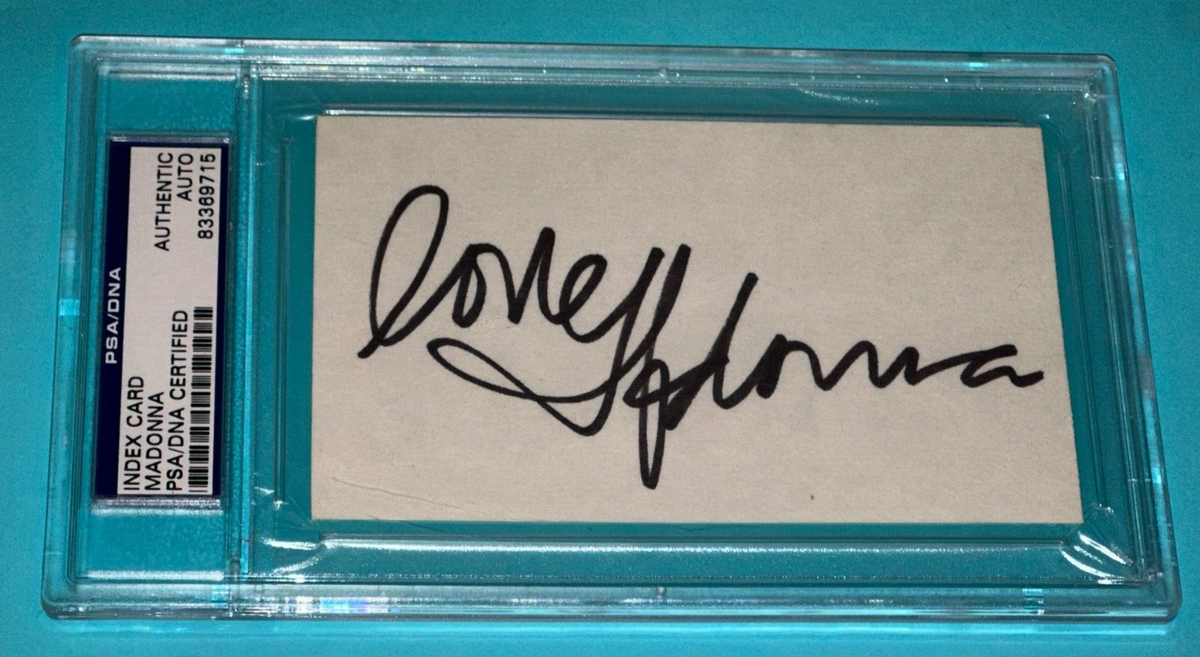 PSA/DNA
INDEX CARD
MADONNA
PSA/DNA CERTIFIED
AUTHENTIC
AUTO
83369715
love Madonna